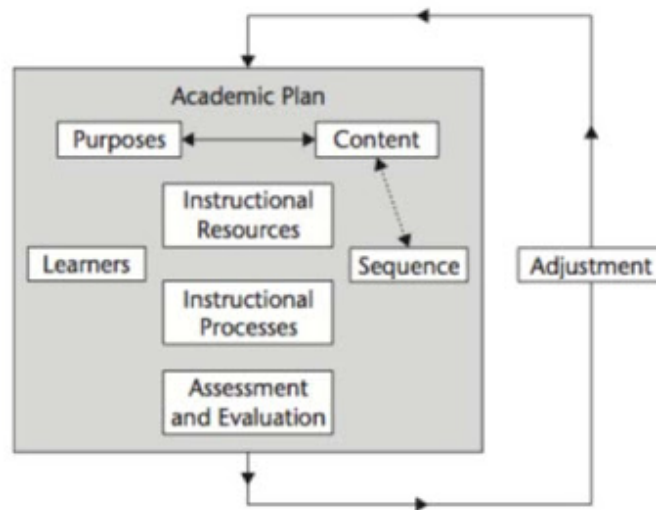 Academic Plan
Purposes
Content
Instructional
Resources
Learners
Sequence
Adjustment
Instructional
Processes
Assessment
and Evaluation